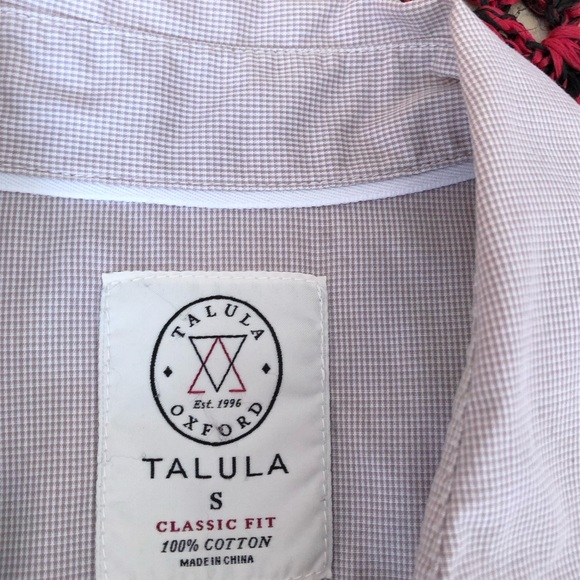 TALULA
Est. 1996
OXFORD
TALULA
S
CLASSIC FIT
100% COTTON
MADE IN CHINA